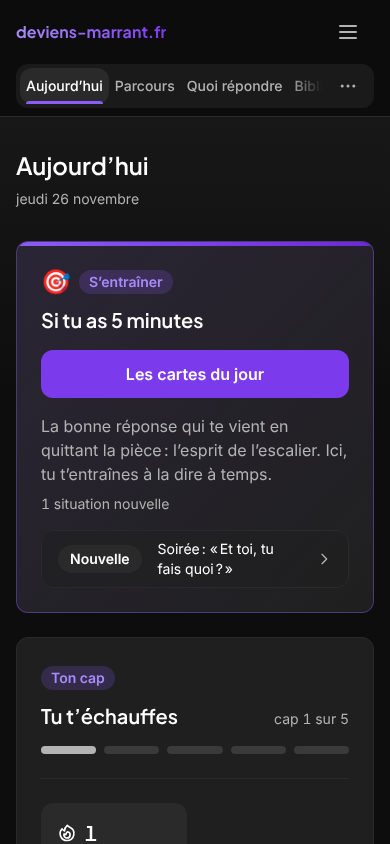 deviens-marrant.fr
Aujourd’hui Parcours Quoi répondre Bibl
Aujourd’hui
jeudi 26 novembre
S’entraîner
Si tu as 5 minutes
Les cartes du jour
La bonne réponse qui te vient en
quittant la pièce : l’esprit de l’escalier. Ici,
tu t’entraînes à la dire à temps.
1 situation nouvelle
Nouvelle
Soirée : « Et toi, tu
fais quoi ? »
Ton cap
Tu t’échauffes
cap 1 sur 5
1